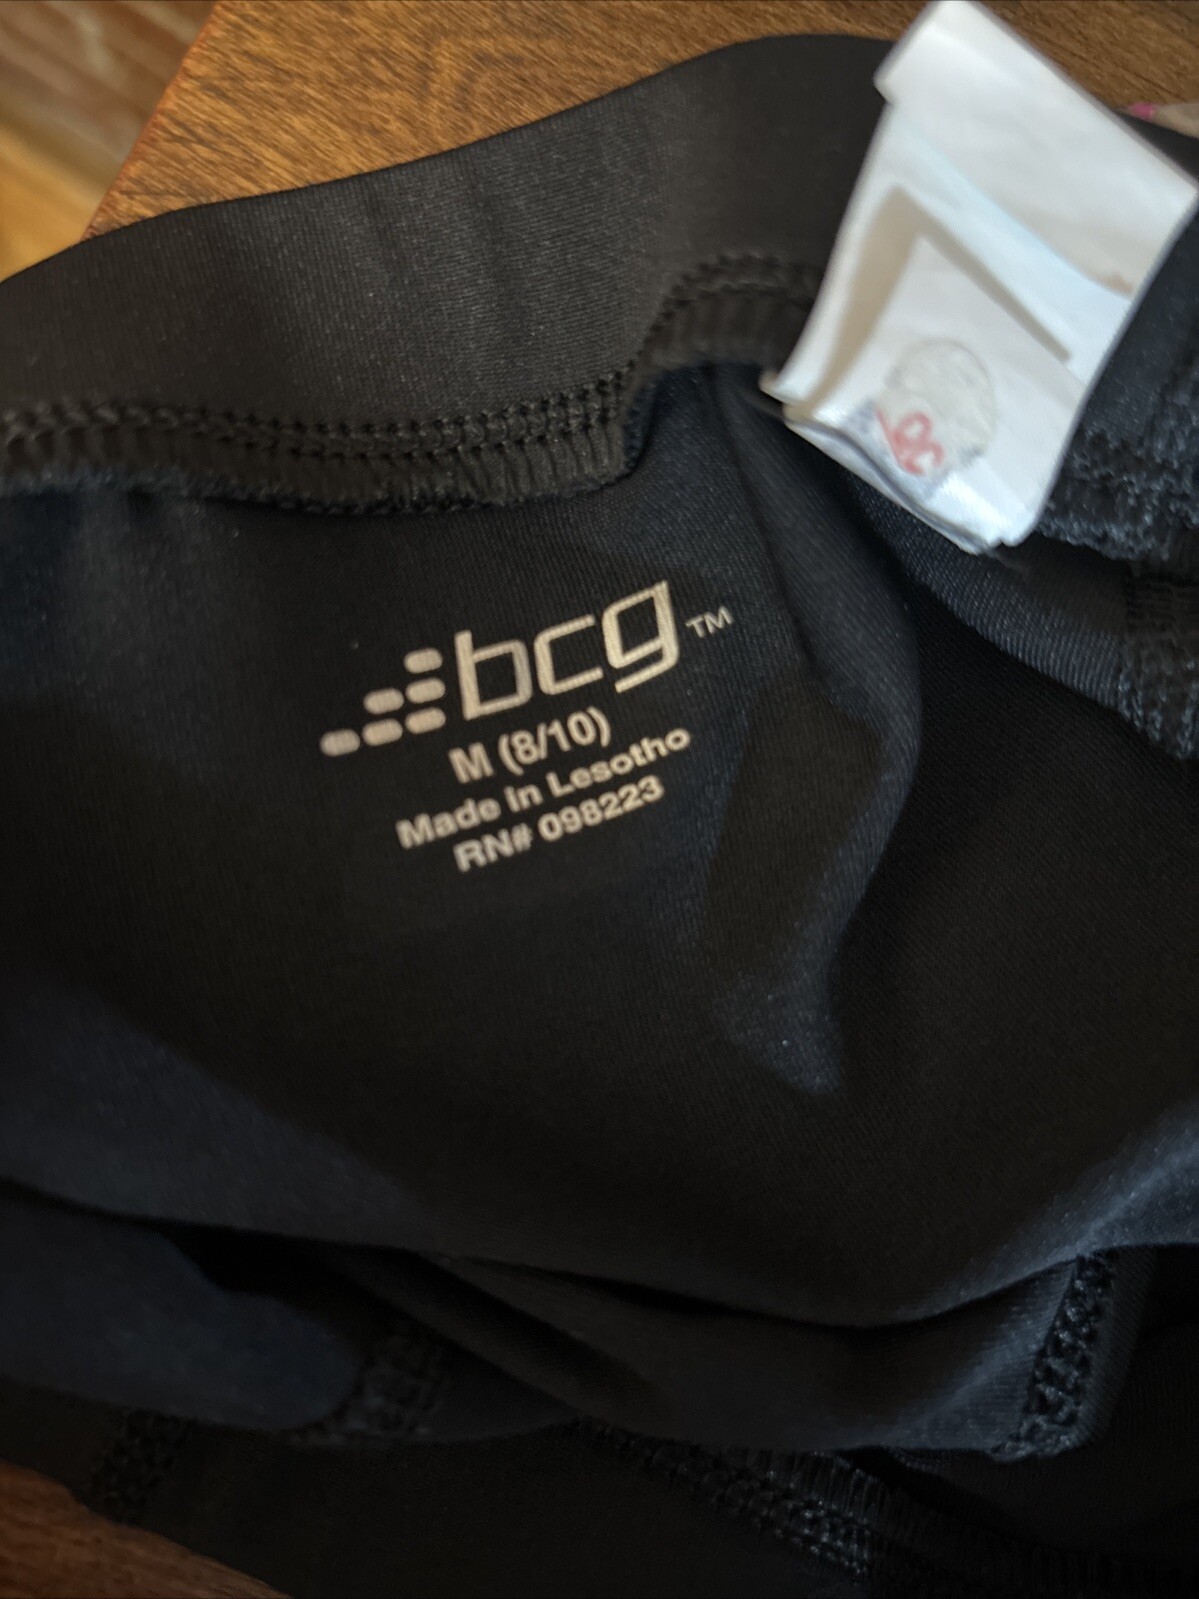 bcg™
M (8/10)
Made in Lesotho
RN# 098223